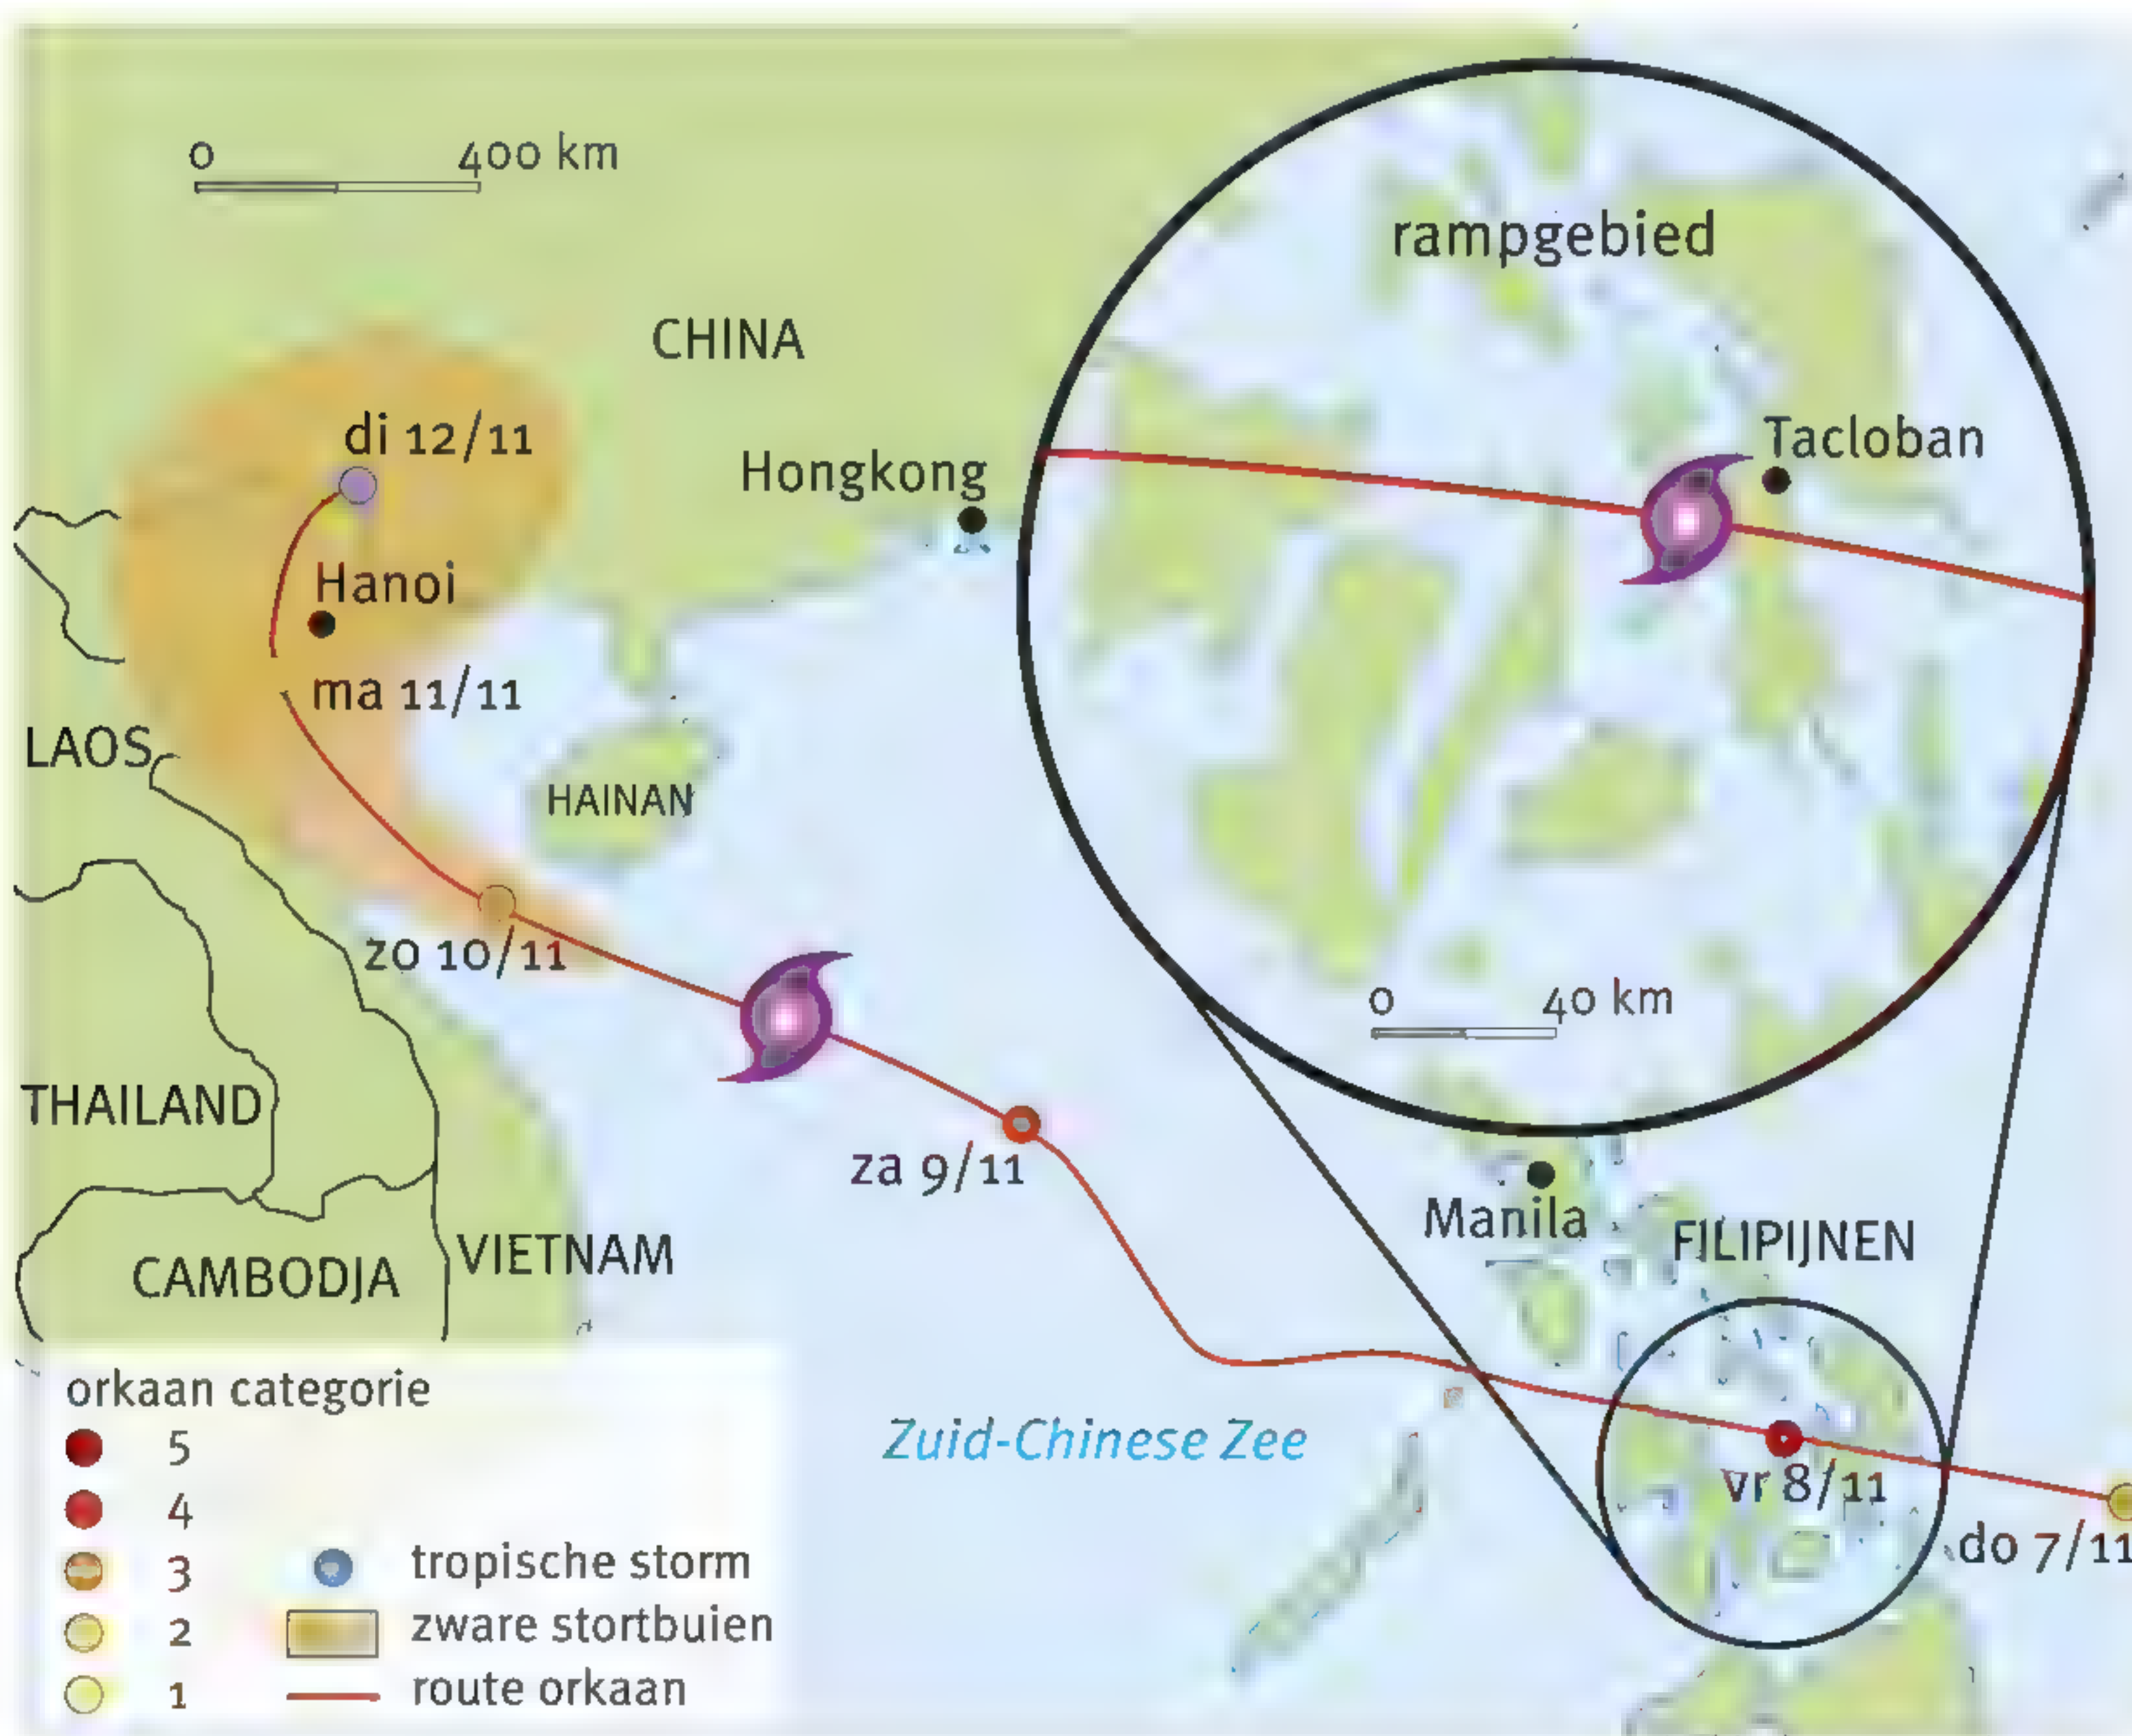 0 400 km
rampgebied
CHINA
di 12/11
Hongkong
Tacloban
Hanoi
ma 11/11
LAOS
HAINAN
zo 10/11
0 40 km
THAILAND
za 9/11
Manila
FILIPIJNEN
VIETNAM
CAMBODJA
Zuid-Chinese Zee
vr 8/11
do 7/11
orkaan categorie
5
4
3
2
1
tropische storm
zware stortbuien
route orkaan